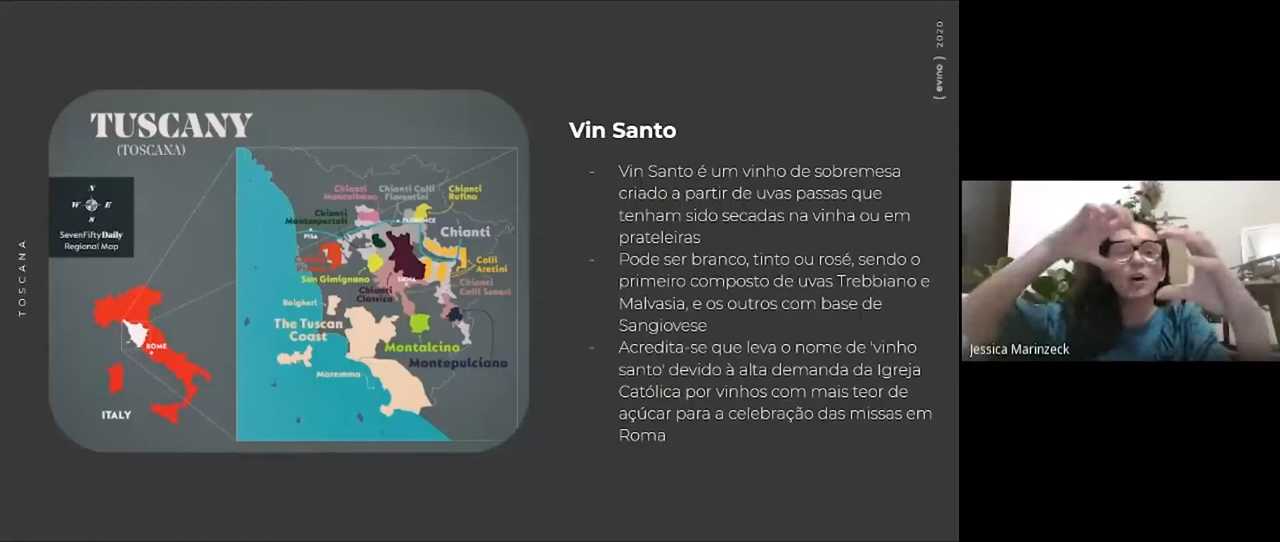 ( evino ) 2020
TOSCANA
TUSCANY
(TOSCANA)
N
W E
S
SevenFiftyDaily
Regional Map
ROME
ITALY
Chianti
Montalbano
Chianti Colli
Fiorentini
Chianti
Rufina
Chianti
Montespertoli
FLORENCE
PISA
Chianti
Chianti
San Gimignano
Colli
Aretini
SIENA
Chianti
Classico
Chianti
Colli Senesi
Bolgheri
The Tuscan
Coast
Montalcino
Montepulciano
Maremma
Vin Santo
- Vin Santo é um vinho de sobremesa
criado a partir de uvas passas que
tenham sido secadas na vinha ou em
prateleiras
- Pode ser branco, tinto ou rosé, sendo o
primeiro composto de uvas Trebbiano e
Malvasia, e os outros com base de
Sangiovese
- Acredita-se que leva o nome de 'vinho
santo' devido à alta demanda da Igreja
Católica por vinhos com mais teor de
açúcar para a celebração das missas em
Roma
Jessica Marinzeck